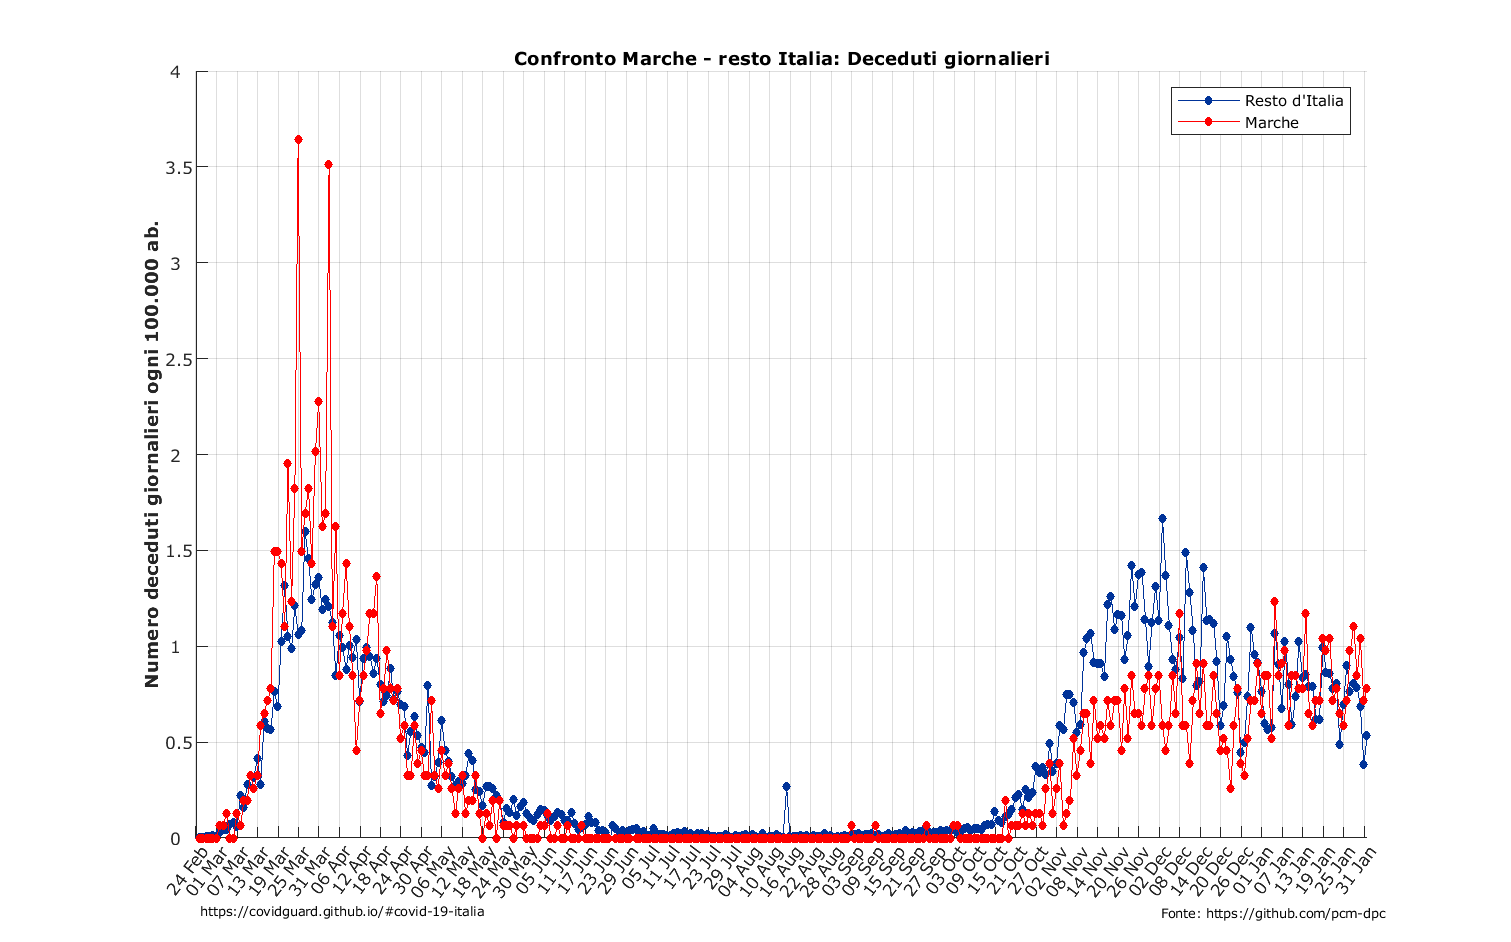 Confronto Marche - resto Italia: Deceduti giornalieri
Numero deceduti giornalieri ogni 100.000 ab.
4
3.5
3
2.5
2
1.5
1
0.5
0
Resto d'Italia
Marche
24 Feb
01 Mar
07 Mar
13 Mar
19 Mar
25 Mar
31 Mar
06 Apr
12 Apr
18 Apr
24 Apr
30 Apr
06 May
12 May
18 May
24 May
30 May
05 Jun
11 Jun
17 Jun
23 Jun
29 Jun
05 Jul
11 Jul
17 Jul
23 Jul
29 Jul
04 Aug
10 Aug
16 Aug
22 Aug
28 Aug
03 Sep
09 Sep
15 Sep
21 Sep
27 Sep
03 Oct
09 Oct
15 Oct
21 Oct
27 Oct
02 Nov
08 Nov
14 Nov
20 Nov
26 Nov
02 Dec
08 Dec
14 Dec
20 Dec
26 Dec
01 Jan
07 Jan
13 Jan
19 Jan
25 Jan
31 Jan
https://covidguard.github.io/#covid-19-italia
Fonte: https://github.com/pcm-dpc